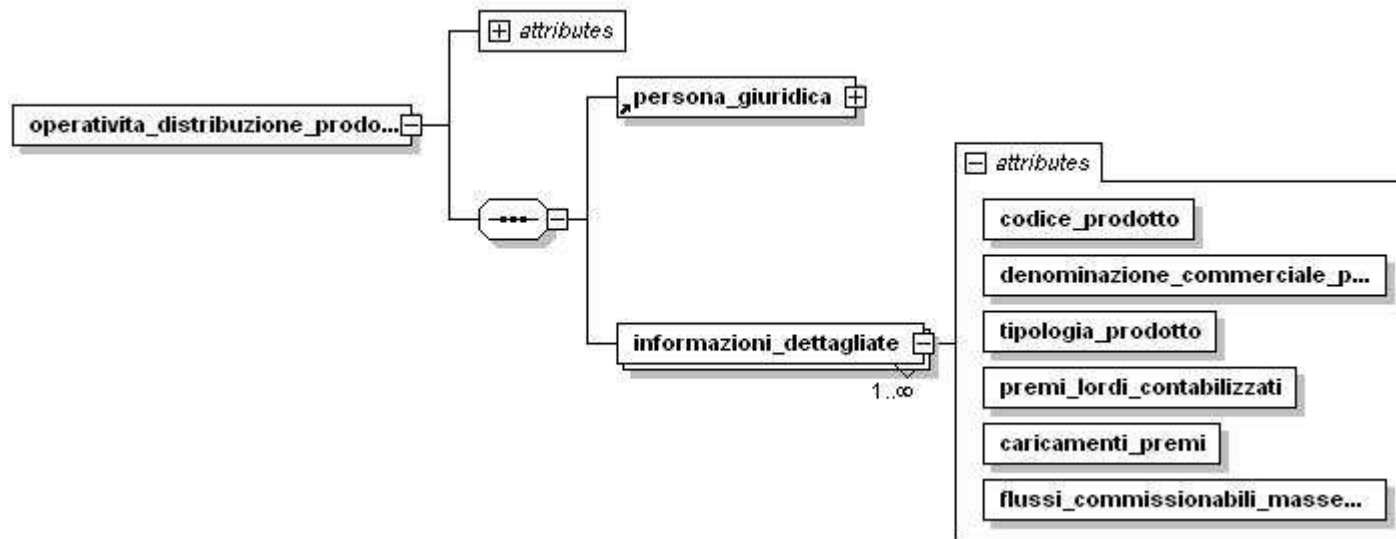 attributes
persona_giuridica
operativita_distribuzione_prodo...
attributes
codice_prodotto
denominazione_commerciale_p...
tipologia_prodotto
informazioni_dettagliate
1..∞
premi_lordi_contabilizzati
caricamenti_premi
flussi_commissionabili_masse...